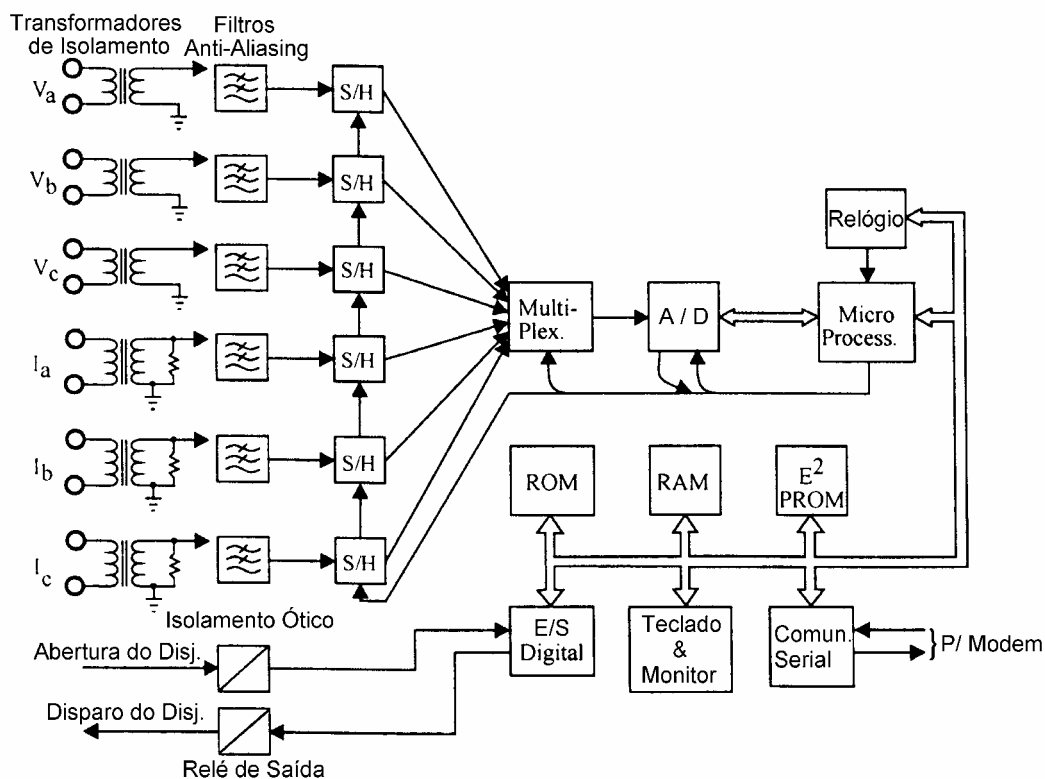 Transformadores
de Isolamento
Filtros
Anti-Aliasing
Va
S/H
Vb
S/H
Vc
S/H
Ia
S/H
Ib
S/H
Ic
S/H
Multi-
Plex.
A / D
Relógio
Micro
Process.
ROM
RAM
E2
PROM
Isolamento Ótico
Abertura do Disj.
E/S
Digital
Teclado
&
Monitor
Comun.
Serial
}P/ Modem
Disparo do Disj.
Relé de Saída